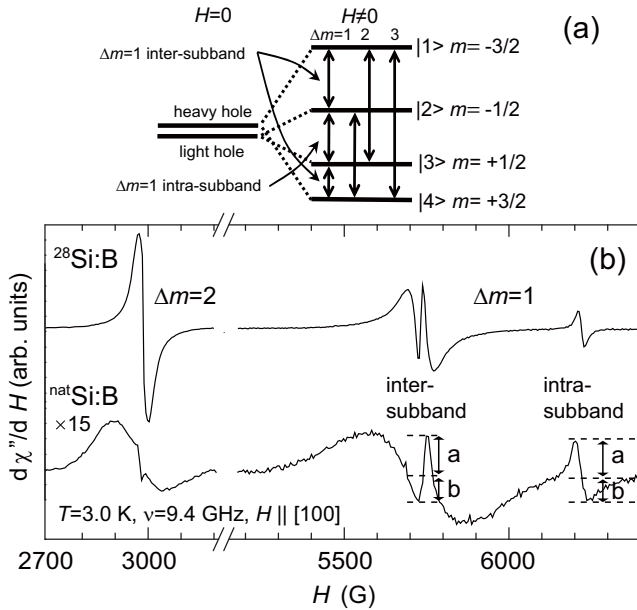 H=0 H≠0 (a)
Δm=1 2 3
Δm=1 inter-subband
|1> m= -3/2
|2> m= -1/2
heavy hole
light hole
|3> m= +1/2
Δm=1 intra-subband
|4> m= +3/2
(b)
²⁸Si:B
Δm=2 Δm=1
ⁿᵃᵗSi:B
×15
inter-
subband
intra-
subband
a a
b b
T=3.0 K, ν=9.4 GHz, H || [100]
2700 3000 5500 6000
H (G)
d χ"/d H (arb. units)